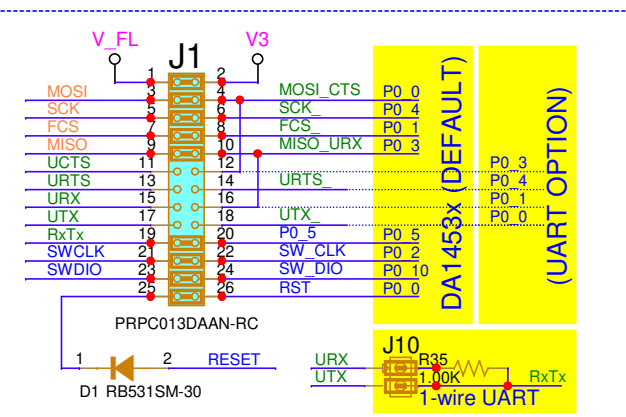 V_FL V3
J1
1 2
MOSI 3 4 MOSI_CTS P0_0
SCK 5 6 SCK_ P0_4
FCS 7 8 FCS_ P0_1
MISO 9 10 MISO_URX P0_3
UCTS 11 12 P0_3
URTS 13 14 URTS_ P0_4
URX 15 16 P0_1
UTX 17 18 UTX_ P0_0
RxTx 19 20 P0_5 P0_5
SWCLK 21 22 SW_CLK P0_2
SWDIO 23 24 SW_DIO P0_10
25 26 RST P0_0
DA1453x (DEFAULT)
(UART OPTION)
PRPC013DAAN-RC
1 2 RESET
D1 RB531SM-30
J10
URX R35
UTX 1.00K RxTx
1-wire UART